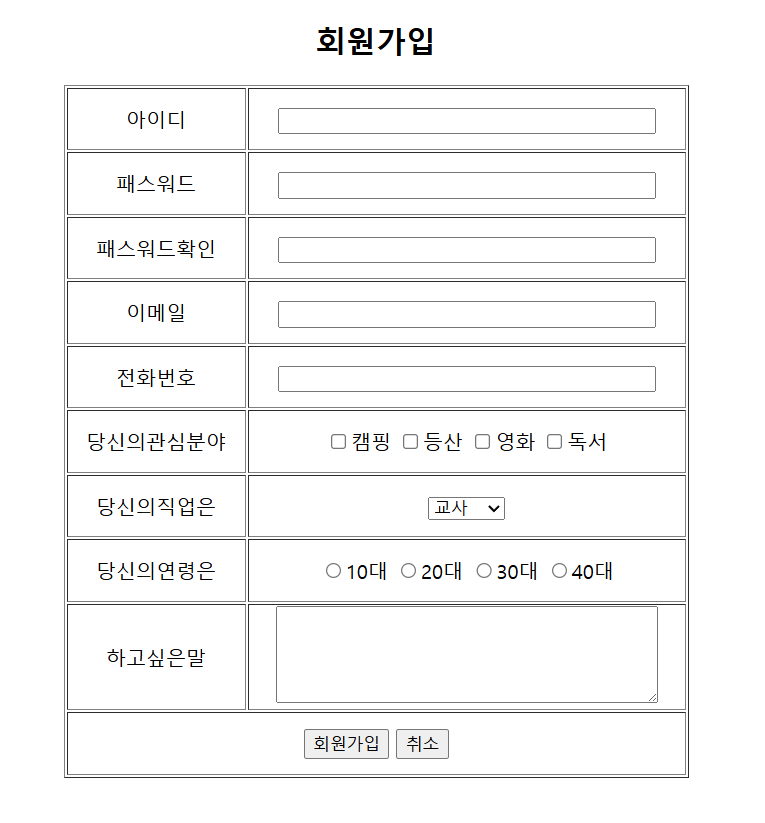 회원가입
아이디
패스워드
패스워드확인
이메일
전화번호
당신의관심분야 캠핑 등산 영화 독서
당신의직업은 교사
당신의연령은 10대 20대 30대 40대
하고싶은말
회원가입 취소